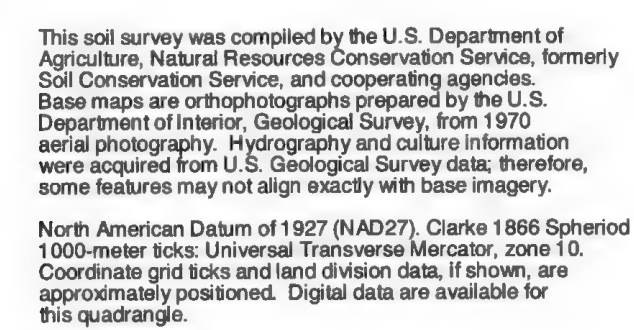 This soil survey was compiled by the U.S. Department of
Agriculture, Natural Resources Conservation Service, formerly
Soil Conservation Service, and cooperating agencies.
Base maps are orthophotographs prepared by the U.S.
Department of Interior, Geological Survey, from 1970
aerial photography.  Hydrography and culture information
were acquired from U.S. Geological Survey data; therefore,
some features may not align exactly with base imagery.

North American Datum of 1927 (NAD27). Clarke 1866 Spheriod
1000-meter ticks: Universal Transverse Mercator, zone 10.
Coordinate grid ticks and land division data, if shown, are
approximately positioned.  Digital data are available for
this quadrangle.